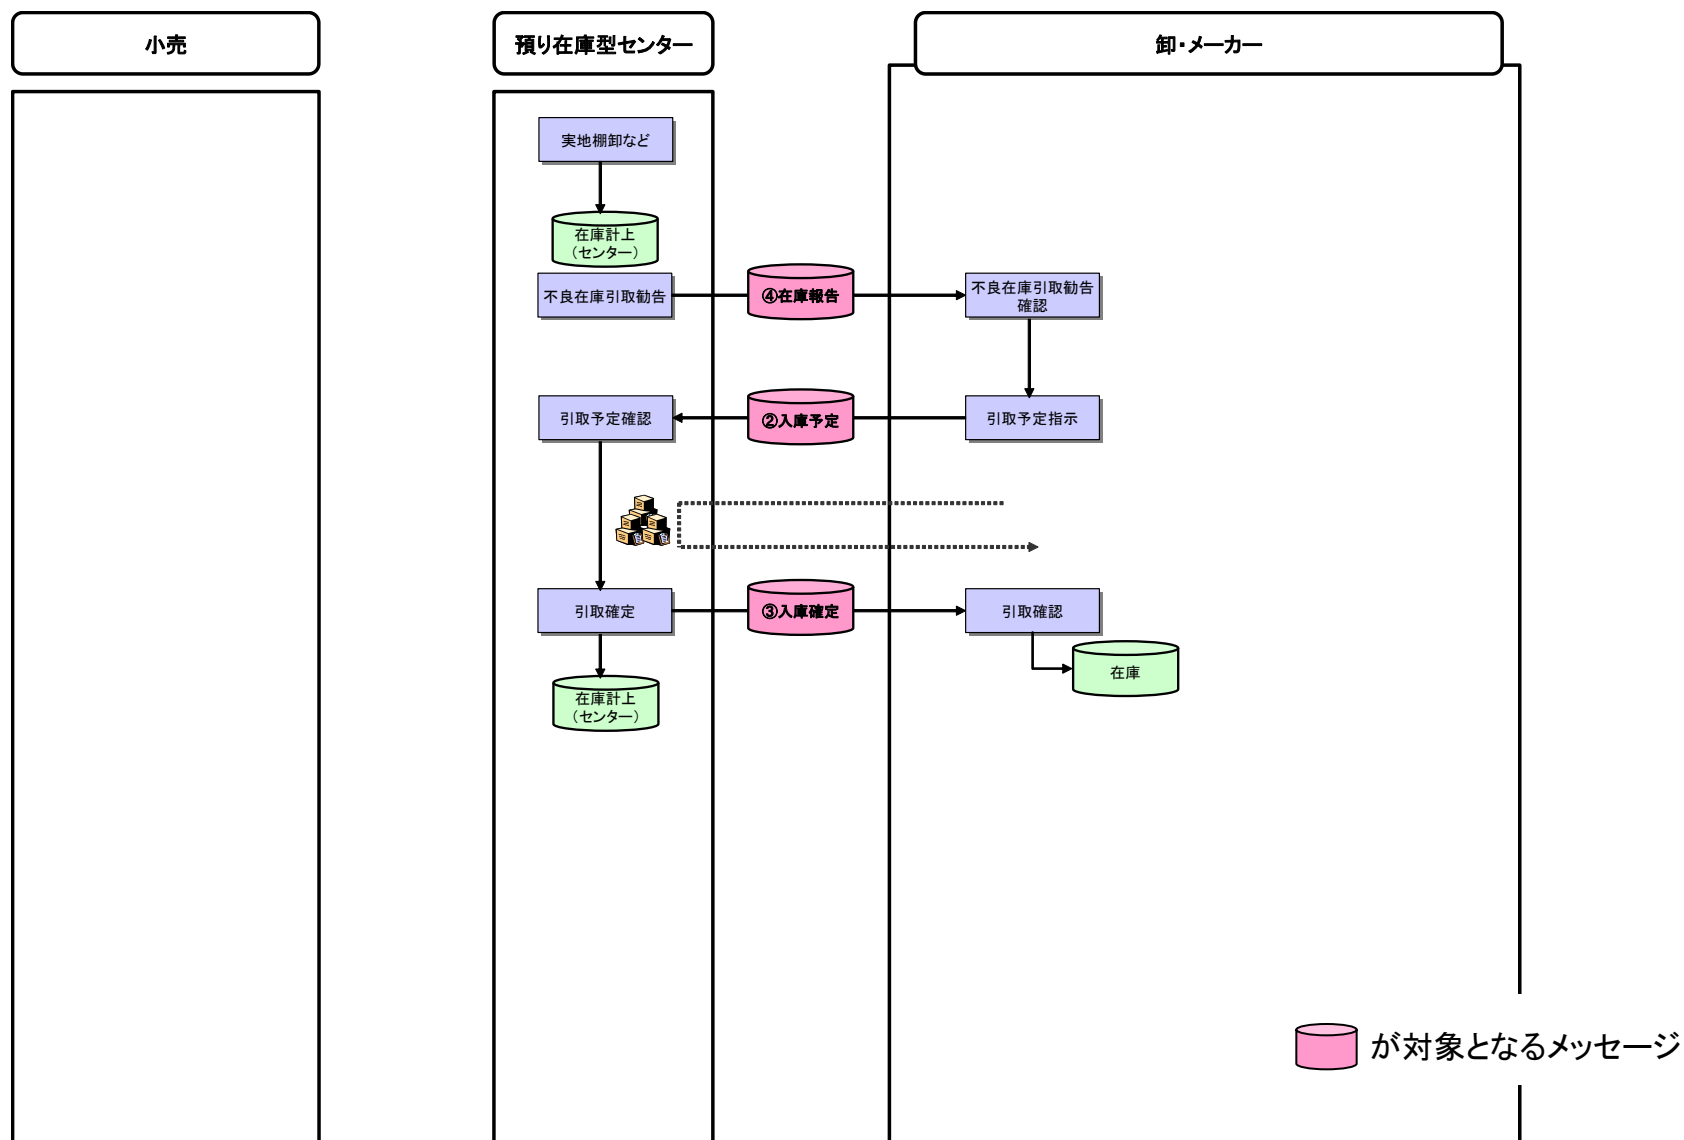 小売
預り在庫型センター
卸・メーカー
実地棚卸など
在庫計上
（センター）
不良在庫引取勧告
④在庫報告
不良在庫引取勧告
確認
引取予定確認
②入庫予定
引取予定指示
引取確定
③入庫確定
引取確認
在庫
在庫計上
（センター）
が対象となるメッセージ